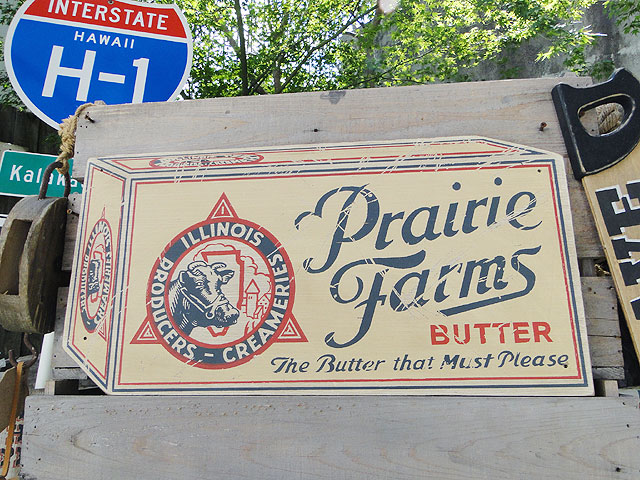 INTERSTATE
HAWAII
H-1
ILLINOIS
PRODUCERS - CREAMERIES
Prairie
Farms
BUTTER
The Butter that Must Please